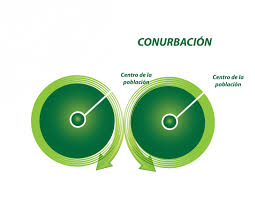 CONURBACIÓN
Centro de la
población
Centro de la
población